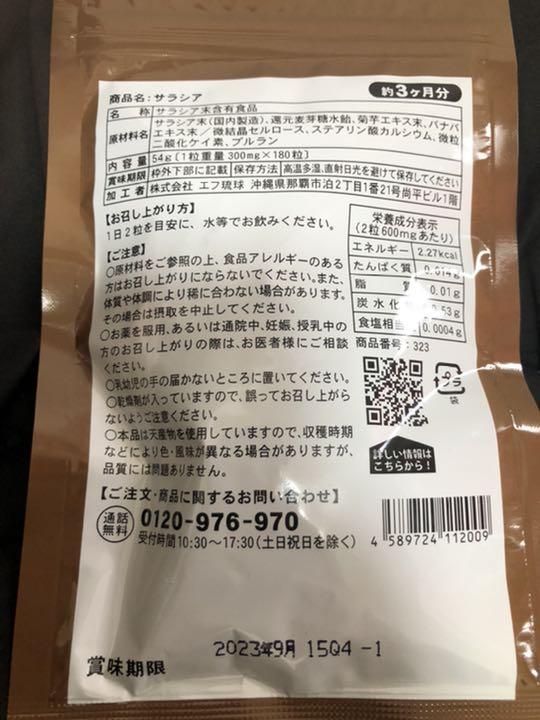 商品名：サラシア
約3ヶ月分
名 称 サラシア末含有食品
原材料名 サラシア末（国内製造）、還元麦芽糖水飴、菊芋エキス末、バナバ
エキス末／微結晶セルロース、ステアリン酸カルシウム、微粒
二酸化ケイ素、プルラン
内容量 54g［1粒重量 300mg×180粒］
賞味期限 枠外下部に記載 保存方法 高温多湿、直射日光を避けて保存してください
加工者 株式会社 エフ琉球 沖縄県那覇市泊2丁目1番21号尚平ビル1階
【お召し上がり方】
1日2粒を目安に、水等でお飲みください。
【ご注意】
○原材料をご参照の上、食品アレルギーのある
方はお召し上がりにならないでください。また、
体質や体調により稀に合わない場合があります。
その場合は摂取を中止してください。
○お薬を服用、あるいは通院中、妊娠、授乳中の
方のお召し上がりの際は、お医者様にご相談
ください。
○乳幼児の手の届かないところに置いてください。
○乾燥剤が入っていますので、誤ってお召し上がら
ないようご注意ください。
○本品は天産物を使用していますので、収穫時期
などにより色・風味が異なる場合がありますが、
品質には問題ありません。
栄養成分表示
（2粒600mgあたり）
エネルギー 2.27kcal
たんぱく質 0.014g
脂 質 0.01g
炭水化物 0.53g
食塩相当量 0.0004g
商品番号：323
プラ
袋
詳しい情報は
こちらから！
【ご注文・商品に関するお問い合わせ】
通話
無料
0120-976-970
受付時間10:30～17:30（土日祝日を除く）
4 589724 112009
2023年9月 15Q4 -1
賞味期限